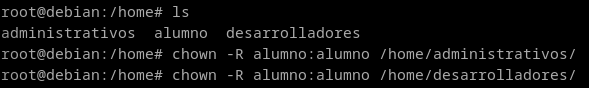 root@debian:/home# ls
administrativos  alumno  desarrolladores
root@debian:/home# chown -R alumno:alumno /home/administrativos/
root@debian:/home# chown -R alumno:alumno /home/desarrolladores/